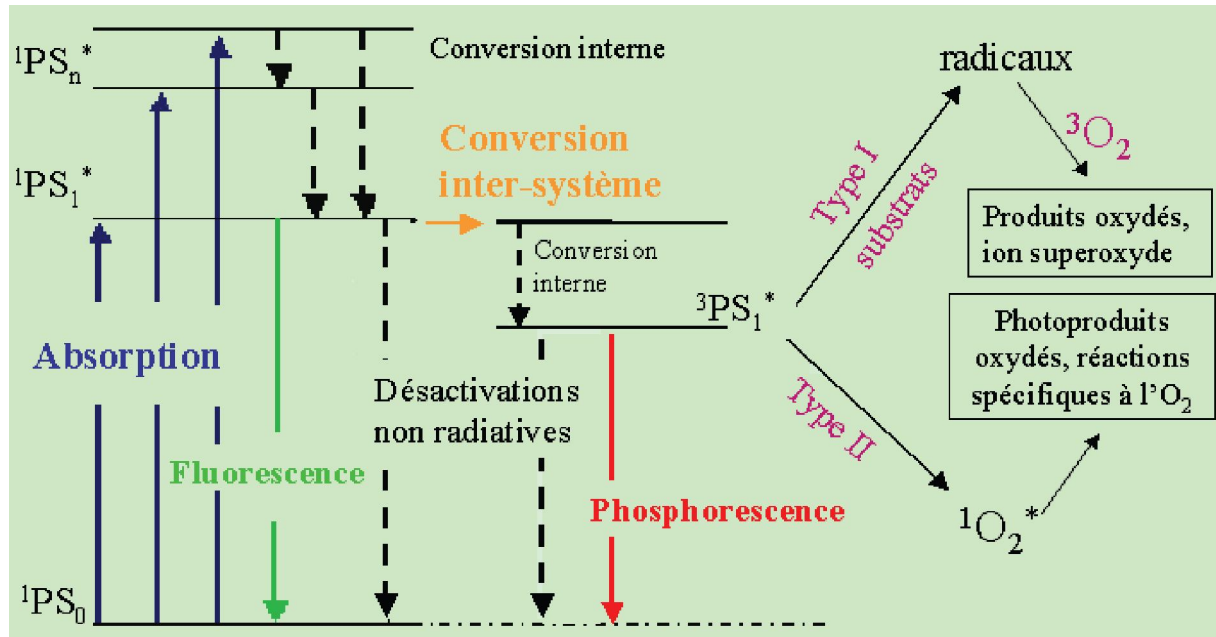 ¹PSₙ*
Conversion interne
¹PS₁*
Conversion
inter-système
Conversion
interne
³PS₁*
Absorption
Désactivations
non radiatives
Fluorescence
Phosphorescence
¹PS₀
radicaux
³O₂
Type I
substrats
Produits oxydés,
ion superoxyde
Photoproduits
oxydés, réactions
spécifiques à l’O₂
Type II
¹O₂*